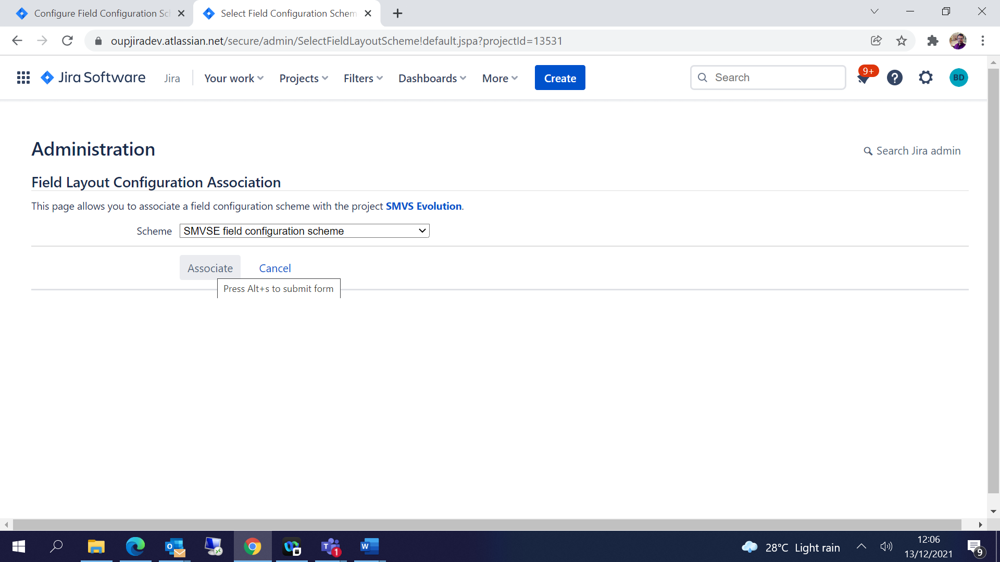 Configure Field Configuration Sc
Select Field Configuration Schem
oupjiradev.atlassian.net/secure/admin/SelectFieldLayoutScheme!default.jspa?projectId=13531
Jira Software Jira Your work Projects Filters Dashboards More Create Search 9+ BD
Administration
Search Jira admin
Field Layout Configuration Association
This page allows you to associate a field configuration scheme with the project SMVS Evolution.
Scheme SMVSE field configuration scheme
Associate Cancel
Press Alt+s to submit form
28°C Light rain
12:06
13/12/2021
9
1